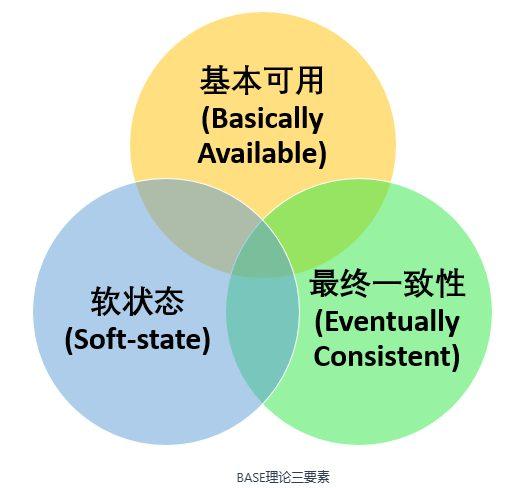 基本可用
(Basically
Available)
软状态
(Soft-state)
最终一致性
(Eventually
Consistent)
BASE理论三要素